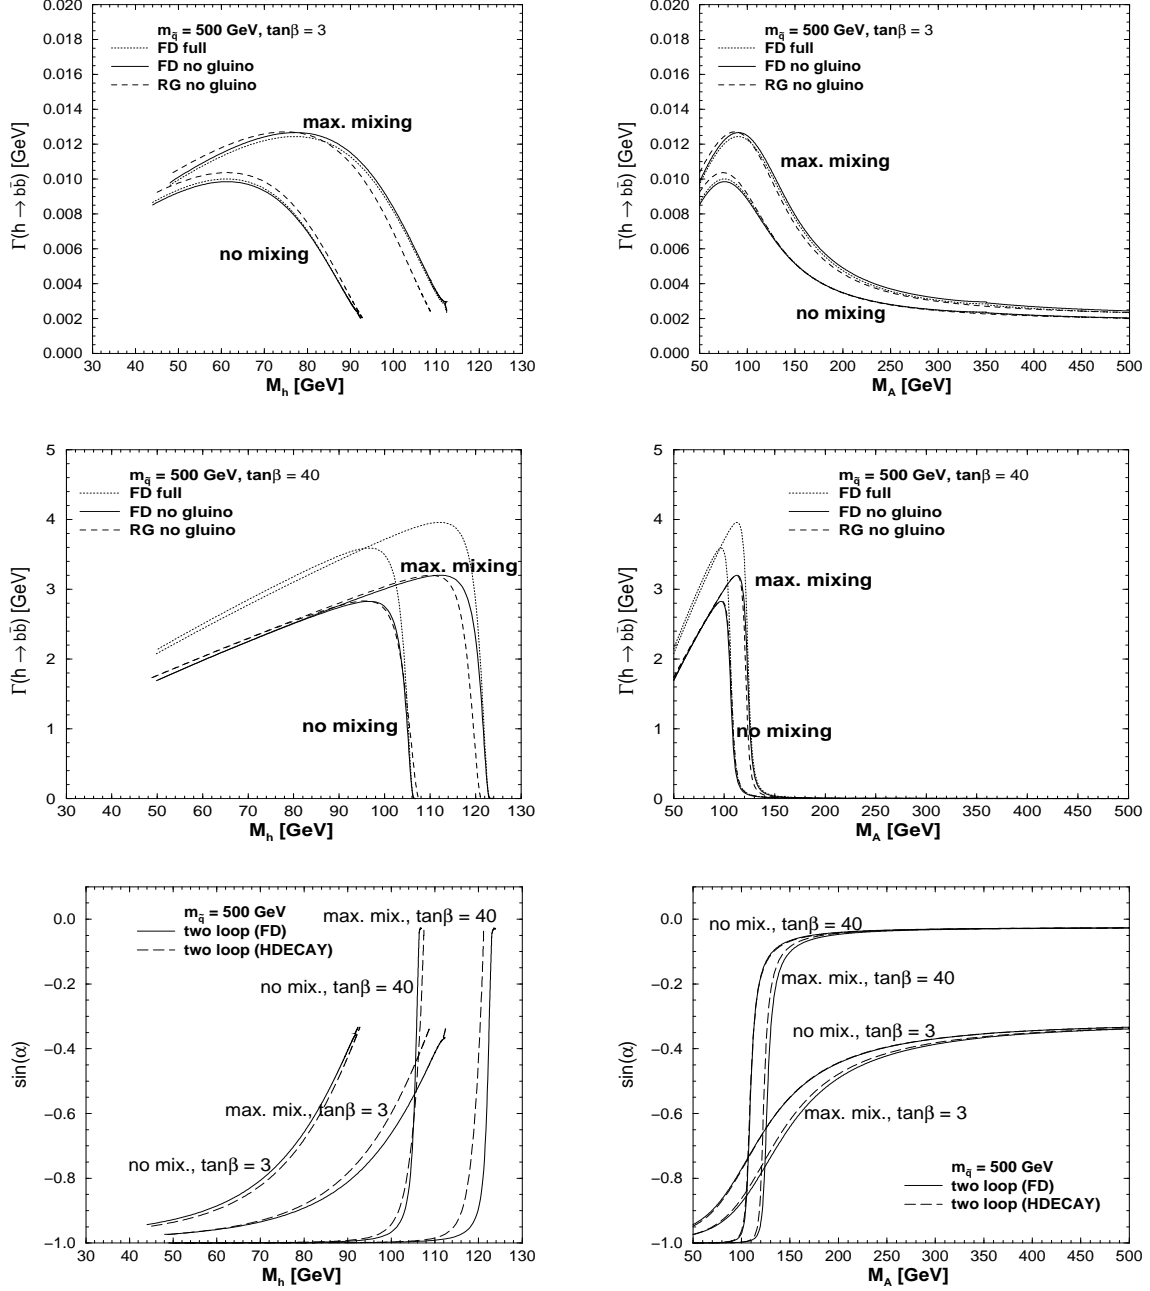 0.020
0.018
0.016
0.014
0.012
0.010
0.008
0.006
0.004
0.002
0.000
Γ(h → bb̄) [GeV]
m_q̃ = 500 GeV, tanβ = 3
FD full
FD no gluino
RG no gluino
max. mixing
no mixing
30 40 50 60 70 80 90 100 110 120 130
M_h [GeV]
0.020
0.018
0.016
0.014
0.012
0.010
0.008
0.006
0.004
0.002
0.000
Γ(h → bb̄) [GeV]
m_q̃ = 500 GeV, tanβ = 3
FD full
FD no gluino
RG no gluino
max. mixing
no mixing
50 100 150 200 250 300 350 400 450 500
M_A [GeV]
5
4
3
2
1
0
Γ(h → bb̄) [GeV]
m_q̃ = 500 GeV, tanβ = 40
FD full
FD no gluino
RG no gluino
max. mixing
no mixing
30 40 50 60 70 80 90 100 110 120 130
M_h [GeV]
5
4
3
2
1
0
Γ(h → bb̄) [GeV]
m_q̃ = 500 GeV, tanβ = 40
FD full
FD no gluino
RG no gluino
max. mixing
no mixing
50 100 150 200 250 300 350 400 450 500
M_A [GeV]
0.0
−0.2
−0.4
−0.6
−0.8
−1.0
sin(α)
m_q̃ = 500 GeV
two loop (FD)
two loop (HDECAY)
max. mix., tanβ = 40
no mix., tanβ = 40
max. mix., tanβ = 3
no mix., tanβ = 3
30 40 50 60 70 80 90 100 110 120 130
M_h [GeV]
0.0
−0.2
−0.4
−0.6
−0.8
−1.0
sin(α)
no mix., tanβ = 40
max. mix., tanβ = 40
no mix., tanβ = 3
max. mix., tanβ = 3
m_q̃ = 500 GeV
two loop (FD)
two loop (HDECAY)
50 100 150 200 250 300 350 400 450 500
M_A [GeV]